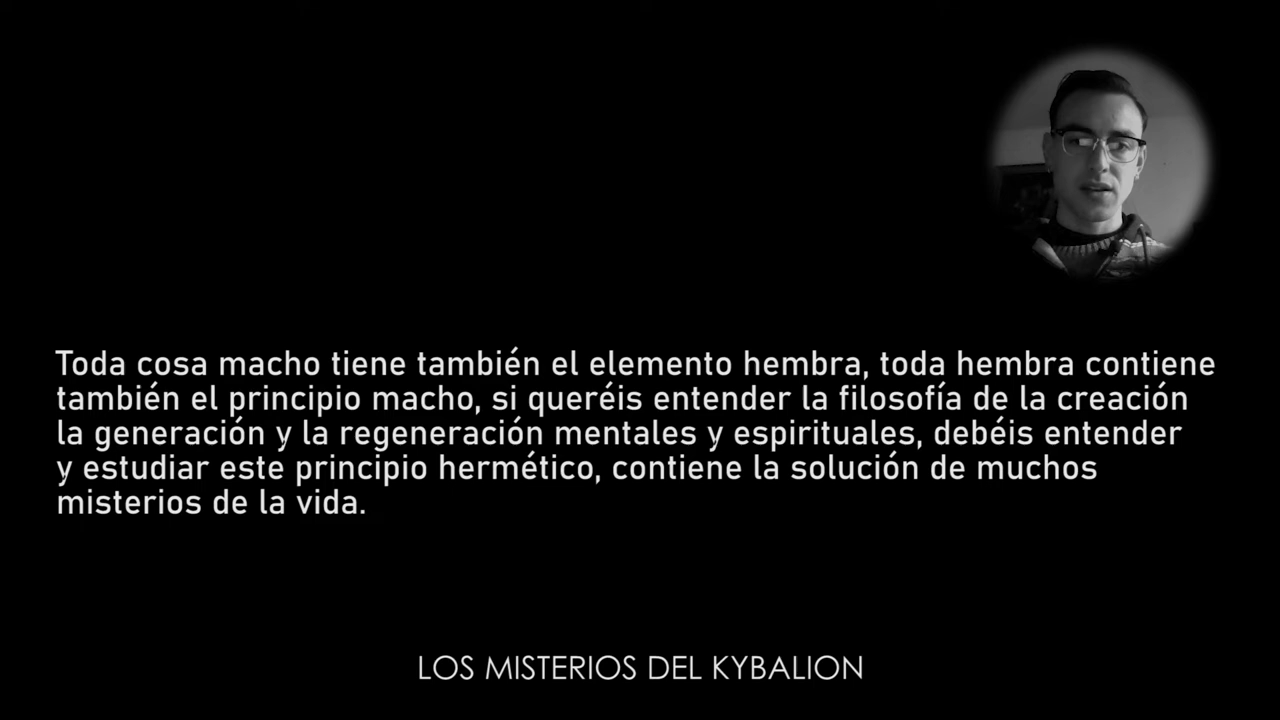 Toda cosa macho tiene también el elemento hembra, toda hembra contiene
también el principio macho, si queréis entender la filosofía de la creación
la generación y la regeneración mentales y espirituales, debéis entender
y estudiar este principio hermético, contiene la solución de muchos
misterios de la vida.
LOS MISTERIOS DEL KYBALION